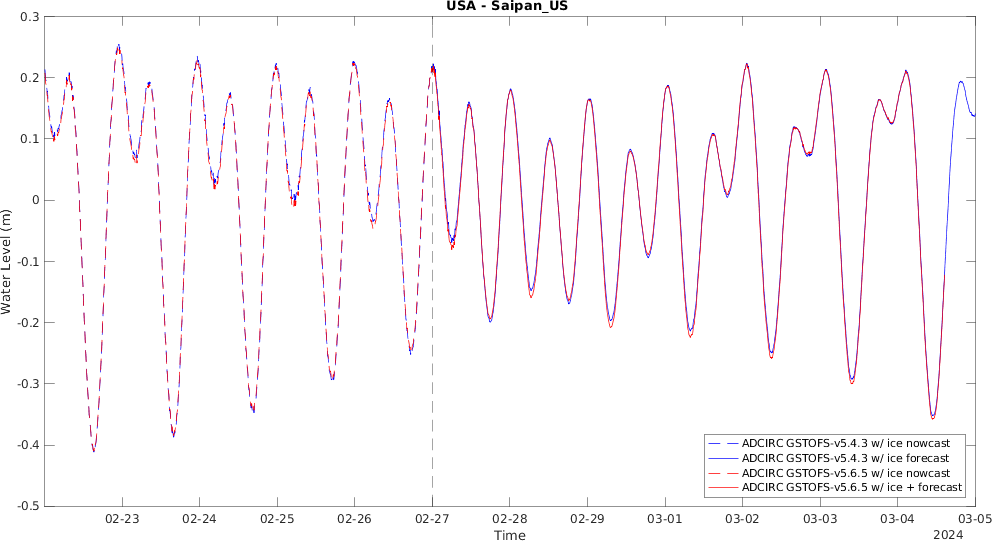 USA - Saipan_US
0.3
0.2
0.1
0
-0.1
-0.2
-0.3
-0.4
-0.5
Water Level (m)
ADCIRC GSTOFS-v5.4.3 w/ ice nowcast
ADCIRC GSTOFS-v5.4.3 w/ ice forecast
ADCIRC GSTOFS-v5.6.5 w/ ice nowcast
ADCIRC GSTOFS-v5.6.5 w/ ice + forecast
02-23 02-24 02-25 02-26 02-27 02-28 02-29 03-01 03-02 03-03 03-04 03-05
Time
2024